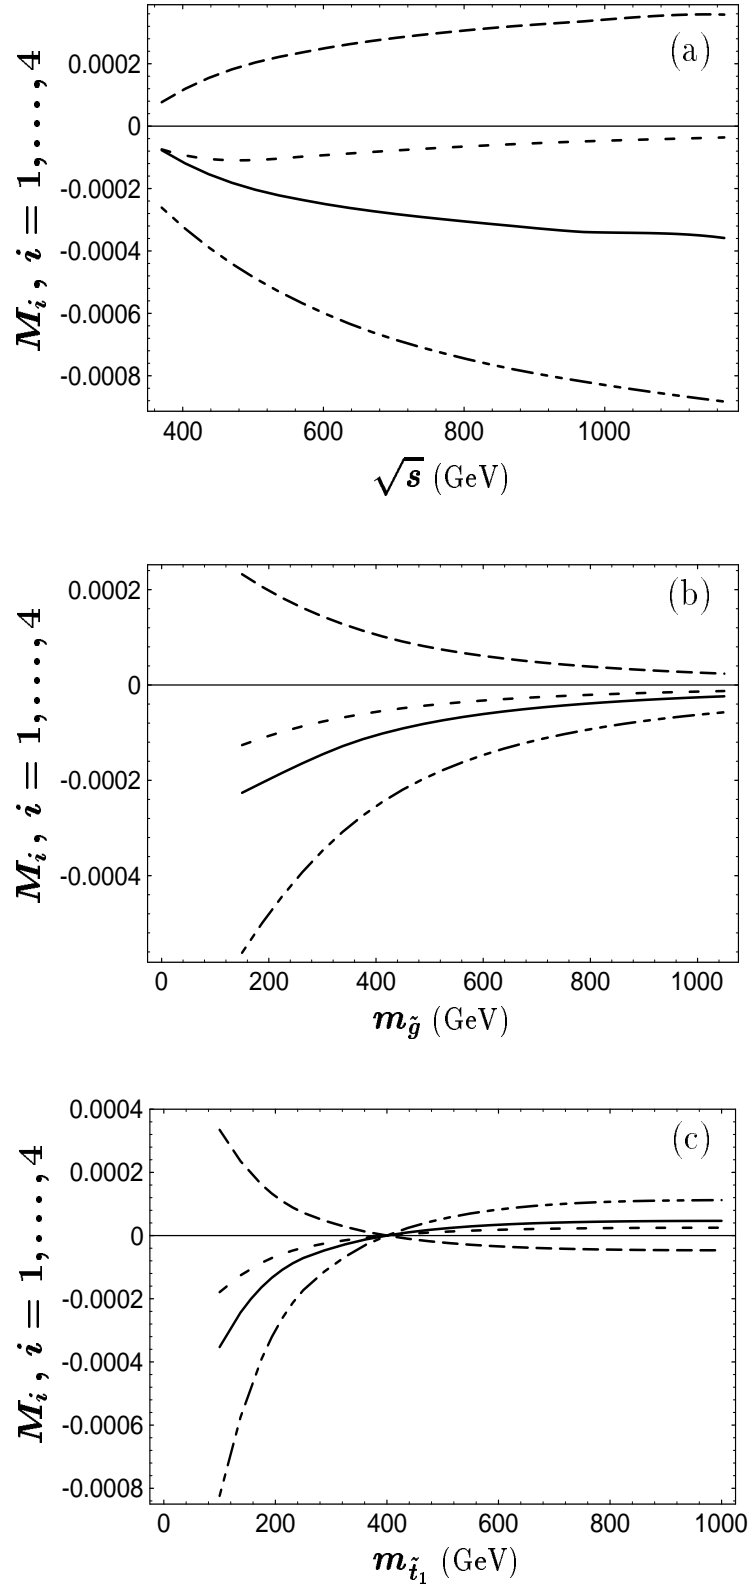 (a)
M_i, i = 1, . . . , 4
0.0002
0
-0.0002
-0.0004
-0.0006
-0.0008
400 600 800 1000
√s (GeV)
(b)
M_i, i = 1, . . . , 4
0.0002
0
-0.0002
-0.0004
0 200 400 600 800 1000
m_g̃ (GeV)
(c)
M_i, i = 1, . . . , 4
0.0004
0.0002
0
-0.0002
-0.0004
-0.0006
-0.0008
0 200 400 600 800 1000
m_t̃₁ (GeV)